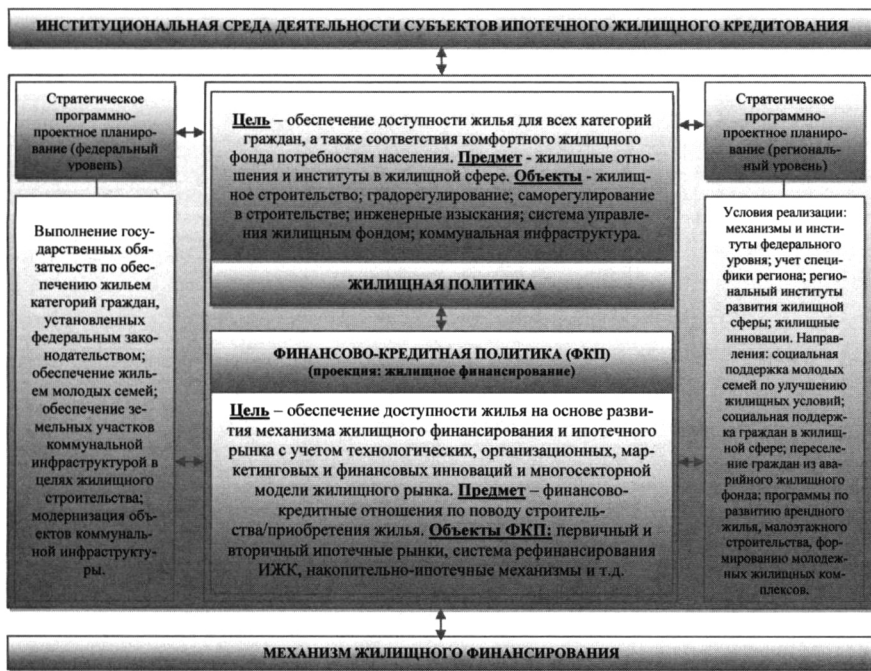 ИНСТИТУЦИОНАЛЬНАЯ СРЕДА ДЕЯТЕЛЬНОСТИ СУБЪЕКТОВ ИПОТЕЧНОГО ЖИЛИЩНОГО КРЕДИТОВАНИЯ
Стратегическое
программно-
проектное планиро-
вание (федеральный
уровень)
Выполнение госу-
дарственных обя-
зательств по обес-
печению жильем
категорий граждан,
установленных
федеральным зако-
нодательством;
обеспечение жиль-
ем молодых семей;
обеспечение зе-
мельных участков
коммунальной
инфраструктурой в
целях жилищного
строительства;
модернизация объ-
ектов коммуналь-
ной инфраструкту-
ры.
Цель – обеспечение доступности жилья для всех категорий
граждан, а также соответствия комфортного жилищного
фонда потребностям населения. Предмет - жилищные отно-
шения и институты в жилищной сфере. Объекты - жилищ-
ное строительство; градорегулирование; саморегулирование
в строительстве; инженерные изыскания; система управле-
ния жилищным фондом; коммунальная инфраструктура.
ЖИЛИЩНАЯ ПОЛИТИКА
ФИНАНСОВО-КРЕДИТНАЯ ПОЛИТИКА (ФКП)
(проекция: жилищное финансирование)
Цель – обеспечение доступности жилья на основе разви-
тия механизма жилищного финансирования и ипотечного
рынка с учетом технологических, организационных, мар-
кетинговых и финансовых инноваций и многосекторной
модели жилищного рынка. Предмет – финансово-
кредитные отношения по поводу строитель-
ства/приобретения жилья. Объекты ФКП: первичный и
вторичный ипотечные рынки, система рефинансирования
ИЖК, накопительно-ипотечные механизмы и т.д.
Стратегическое
программно-
проектное планиро-
вание (региональ-
ный уровень)
Условия реализации:
механизмы и инсти-
туты федерального
уровня; учет специ-
фики региона; реги-
ональный институты
развития жилищной
сферы; жилищные
инновации. Направ-
ления: социальная
поддержка молодых
семей по улучшению
жилищных условий;
социальная поддерж-
ка граждан в жилищ-
ной сфере; переселе-
ние граждан из ава-
рийного жилищного
фонда; программы по
развитию арендного
жилья, малоэтажного
строительства, фор-
мированию молодеж-
ных жилищных ком-
плексов.
МЕХАНИЗМ ЖИЛИЩНОГО ФИНАНСИРОВАНИЯ